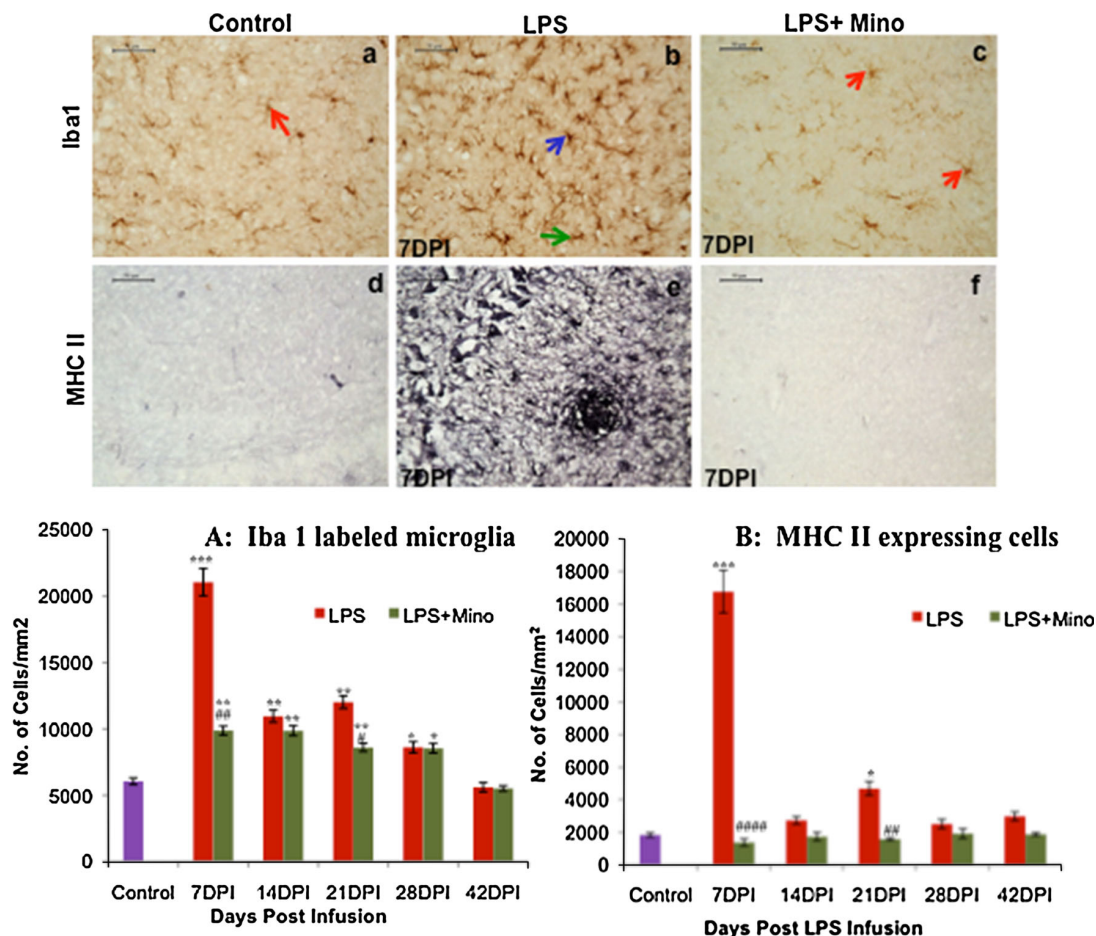 Control LPS LPS+ Mino
Iba1
a b c
7DPI 7DPI
MHC II
d e f
7DPI 7DPI
A: Iba 1 labeled microglia
No. of Cells/mm2
25000
20000
15000
10000
5000
0
***
**
##
** **
**
**
#
* *
LPS LPS+Mino
Control 7DPI 14DPI 21DPI 28DPI 42DPI
Days Post Infusion
B: MHC II expressing cells
No. of Cells/mm²
20000
18000
16000
14000
12000
10000
8000
6000
4000
2000
0
***
####
*
##
LPS LPS+Mino
Control 7DPI 14DPI 21DPI 28DPI 42DPI
Days Post LPS Infusion